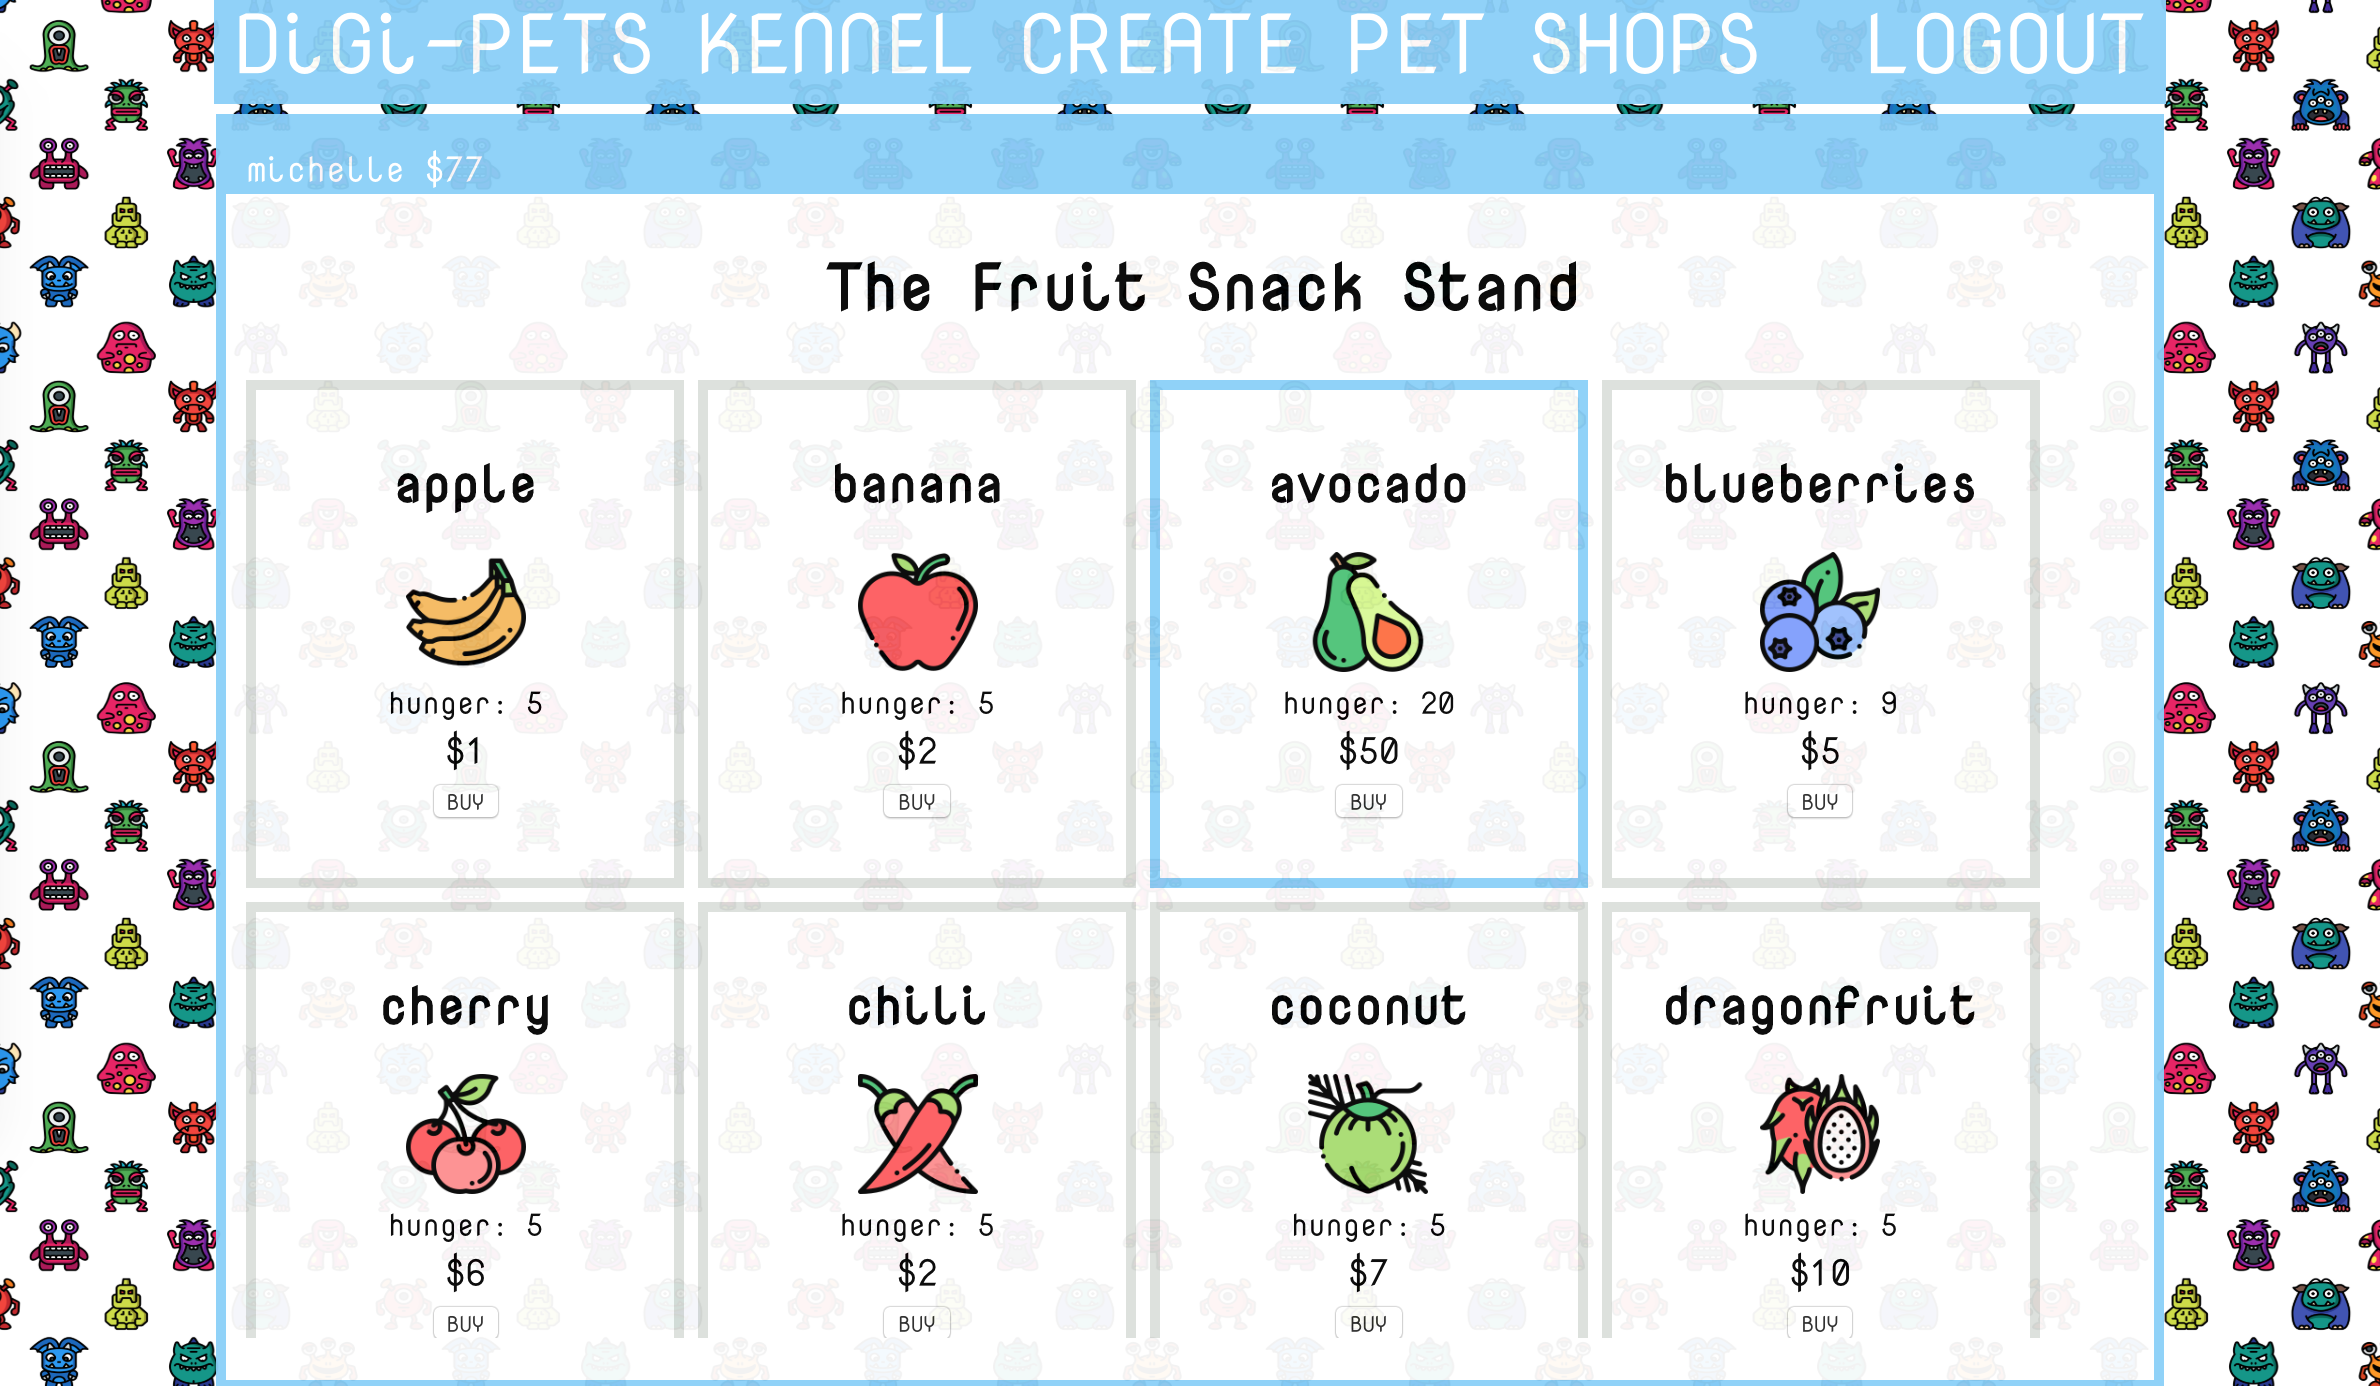 DiGi-PETS KENNEL CREATE PET SHOPS LOGOUT
michelle $77
The Fruit Snack Stand
apple banana avocado blueberries
hunger: 5 hunger: 5 hunger: 20 hunger: 9
$1 $2 $50 $5
BUY BUY BUY BUY
cherry chili coconut dragonfruit
hunger: 5 hunger: 5 hunger: 5 hunger: 5
$6 $2 $7 $10
BUY BUY BUY BUY